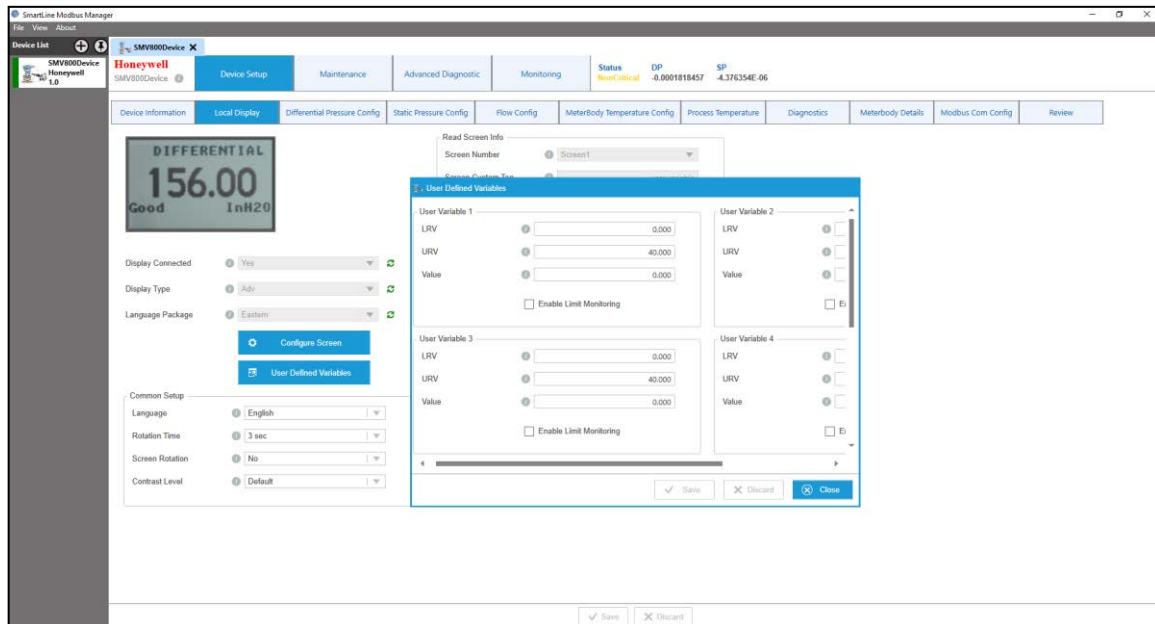 SmartLine Modbus Manager
File View About
Device List
SMV800Device
SMV800Device
Honeywell
1.0
Honeywell
SMV800Device
Device Setup
Maintenance
Advanced Diagnostic
Monitoring
Status DP SP
NonCritical -0.0001818457 -4.376354E-06
Device Information
Local Display
Differential Pressure Config
Static Pressure Config
Flow Config
MeterBody Temperature Config
Process Temperature
Diagnostics
Meterbody Details
Modbus Com Config
Review
DIFFERENTIAL
156.00
Good InH2O
Read Screen Info
Screen Number Screen1
Display Connected Yes
Display Type Adv
Language Package Eastern
Configure Screen
User Defined Variables
Common Setup
Language English
Rotation Time 3 sec
Screen Rotation No
Contrast Level Default
User Defined Variables
User Variable 1
LRV 0.000
URV 40.000
Value 0.000
Enable Limit Monitoring
User Variable 2
LRV
URV
Value
User Variable 3
LRV 0.000
URV 40.000
Value 0.000
Enable Limit Monitoring
User Variable 4
LRV
URV
Value
Save Discard Close
Save Discard